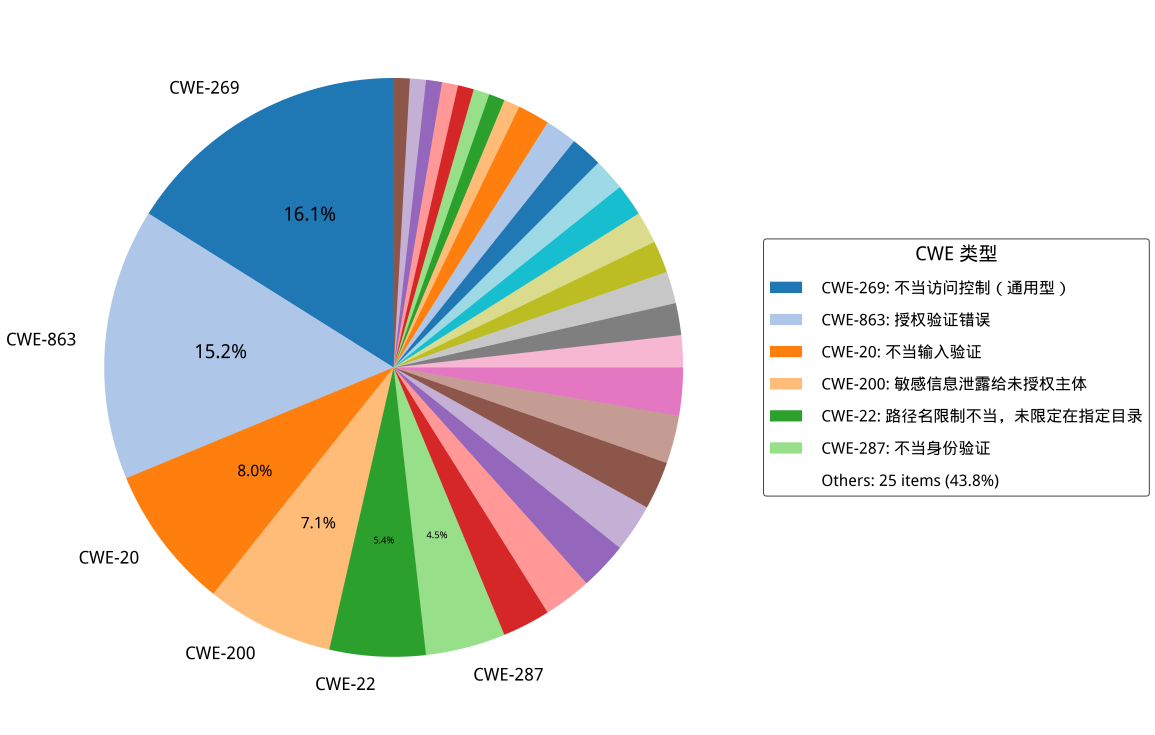 CWE-269
16.1%
CWE-863
15.2%
CWE-20
8.0%
CWE-200
7.1%
CWE-22
5.4%
CWE-287
4.5%
CWE 类型
CWE-269: 不当访问控制（通用型）
CWE-863: 授权验证错误
CWE-20: 不当输入验证
CWE-200: 敏感信息泄露给未授权主体
CWE-22: 路径名限制不当，未限定在指定目录
CWE-287: 不当身份验证
Others: 25 items (43.8%)